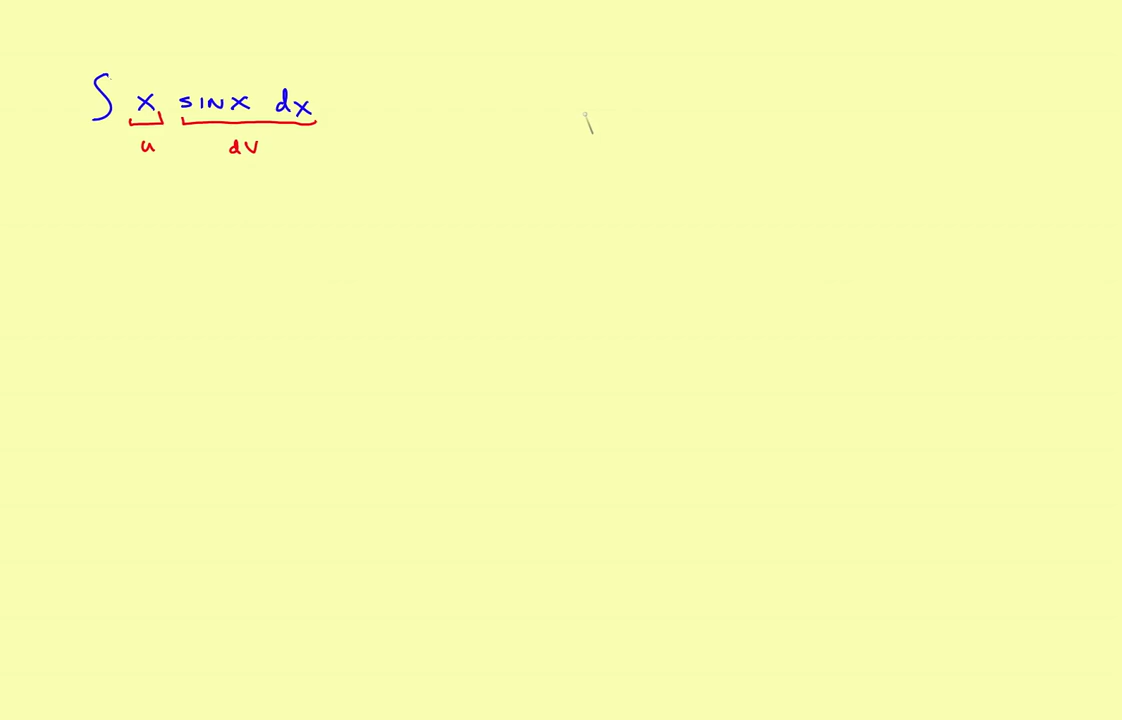 ∫ x sinx dx
u dv